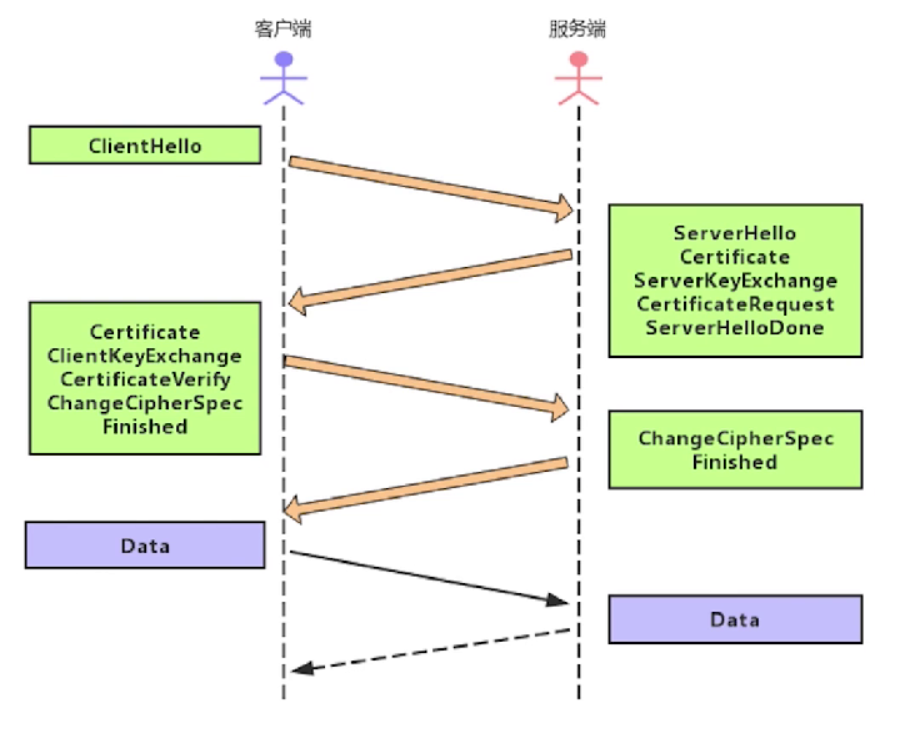 客户端
服务端
ClientHello
ServerHello
Certificate
ServerKeyExchange
CertificateRequest
ServerHelloDone
Certificate
ClientKeyExchange
CertificateVerify
ChangeCipherSpec
Finished
ChangeCipherSpec
Finished
Data
Data